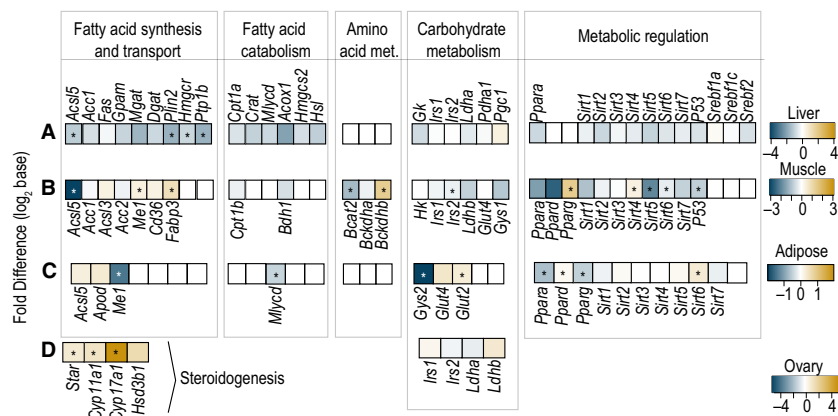 Fatty acid synthesis and transport
Fatty acid catabolism
Amino acid met.
Carbohydrate metabolism
Metabolic regulation
Fold Difference (log2 base)
A
Acsl5 Acc1 Fas Gpam Mgat Dgat Plin2 Hmgcr Ptp1b
Cpt1a Crat Mlycd Acox1 Hmgcs2 Hsl
Gk Irs1 Irs2 Ldha Pdha1 Pgc1
Ppara Sirt1 Sirt2 Sirt3 Sirt4 Sirt5 Sirt6 Sirt7 P53 Srebf1a Srebf1c Srebf2
* * * *
Liver
−4 0 4
B
* * * * * * * * * * *
Acsl5 Acc1 Acsl3 Acc2 Me1 Cd36 Fabp3
Cpt1b Bdh1
Bcat2 Bckdha Bckdhb
Hk Irs1 Irs2 Ldhb Glut4 Gys1
Ppara Ppard Pparg Sirt1 Sirt2 Sirt3 Sirt4 Sirt5 Sirt6 Sirt7 P53
Muscle
−3 0 3
C
* * * * * * * *
Acsl5 Apod Me1
Mlycd
Gys2 Glut4 Glut2
Ppara Ppard Pparg Sirt1 Sirt2 Sirt3 Sirt4 Sirt5 Sirt6 Sirt7
Adipose
−10 0 1
D
* * *
Star Cyp11a1 Cyp17a1 Hsd3b1
Steroidogenesis
Irs1 Irs2 Ldha Ldhb
Ovary
−4 0 4